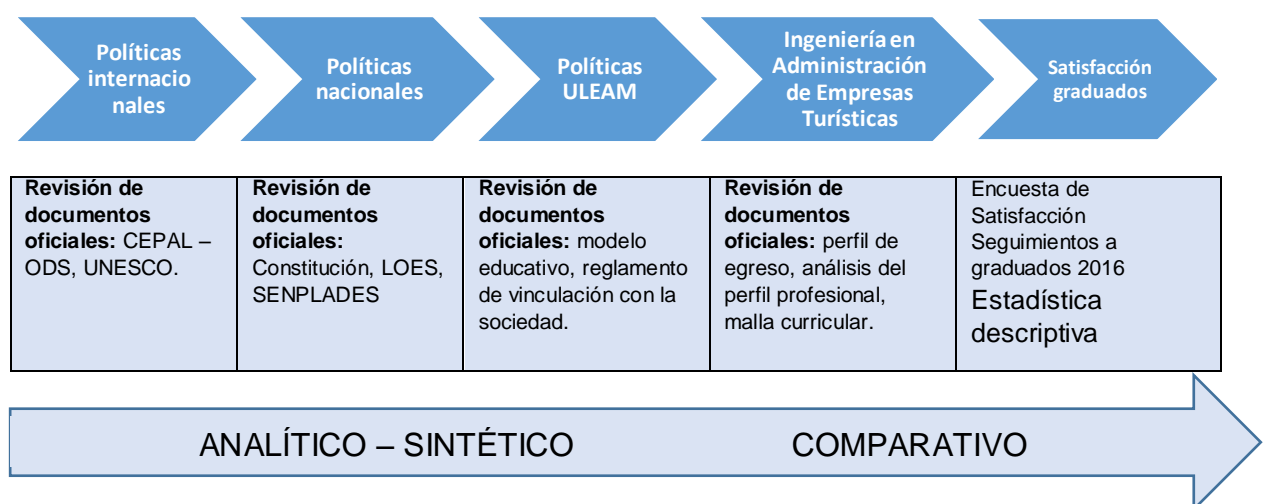 Políticas
internacio
nales
Políticas
nacionales
Políticas
ULEAM
Ingeniería en
Administración
de Empresas
Turísticas
Satisfacción
graduados
Revisión de
documentos
oficiales: CEPAL –
ODS, UNESCO.
Revisión de
documentos
oficiales:
Constitución, LOES,
SENPLADES
Revisión de
documentos
oficiales: modelo
educativo, reglamento
de vinculación con la
sociedad.
Revisión de
documentos
oficiales: perfil de
egreso, análisis del
perfil profesional,
malla curricular.
Encuesta de
Satisfacción
Seguimientos a
graduados 2016
Estadística
descriptiva
ANALÍTICO – SINTÉTICO
COMPARATIVO